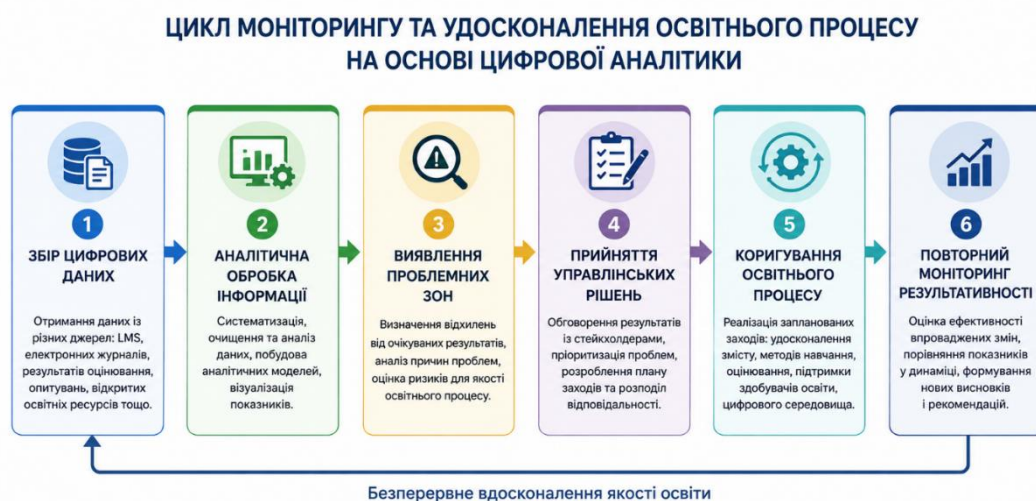 ЦИКЛ МОНІТОРИНГУ ТА УДОСКОНАЛЕННЯ ОСВІТНЬОГО ПРОЦЕСУ
НА ОСНОВІ ЦИФРОВОЇ АНАЛІТИКИ
1
ЗБІР ЦИФРОВИХ
ДАНИХ
Отримання даних із
різних джерел: LMS,
електронних журналів,
результатів оцінювання,
опитувань, відкритих
освітніх ресурсів тощо.
2
АНАЛІТИЧНА
ОБРОБКА
ІНФОРМАЦІЇ
Систематизація,
очищення та аналіз
даних, побудова
аналітичних моделей,
візуалізація
показників.
3
ВИЯВЛЕННЯ
ПРОБЛЕМНИХ
ЗОН
Визначення відхилень
від очікуваних результатів,
аналіз причин проблем,
оцінка ризиків для якості
освітнього процесу.
4
ПРИЙНЯТТЯ
УПРАВЛІНСЬКИХ
РІШЕНЬ
Обговорення результатів
із стейкхолдерами,
пріоритизація проблем,
розроблення плану
заходів та розподіл
відповідальності.
5
КОРИГУВАННЯ
ОСВІТНЬОГО
ПРОЦЕСУ
Реалізація запланованих
заходів: удосконалення
змісту, методів навчання,
оцінювання, підтримки
здобувачів освіти,
цифрового середовища.
6
ПОВТОРНИЙ
МОНІТОРИНГ
РЕЗУЛЬТАТИВНОСТІ
Оцінка ефективності
впроваджених змін,
порівняння показників
у динаміці, формування
нових висновків
і рекомендацій.
Безперервне вдосконалення якості освіти